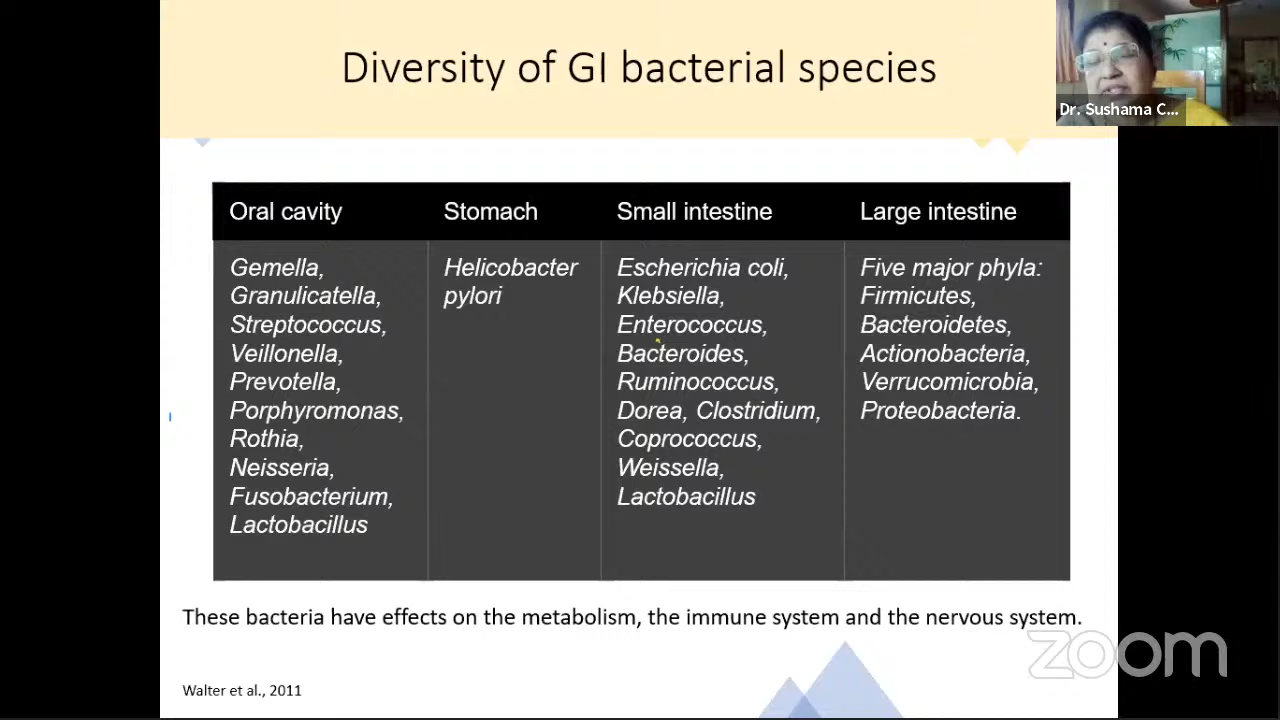 Diversity of GI bacterial species
Dr. Sushama C...
Oral cavity
Gemella,
Granulicatella,
Streptococcus,
Veillonella,
Prevotella,
Porphyromonas,
Rothia,
Neisseria,
Fusobacterium,
Lactobacillus
Stomach
Helicobacter
pylori
Small intestine
Escherichia coli,
Klebsiella,
Enterococcus,
Bacteroides,
Ruminococcus,
Dorea, Clostridium,
Coprococcus,
Weissella,
Lactobacillus
Large intestine
Five major phyla:
Firmicutes,
Bacteroidetes,
Actionobacteria,
Verrucomicrobia,
Proteobacteria.
These bacteria have effects on the metabolism, the immune system and the nervous system.
zoom
Walter et al., 2011